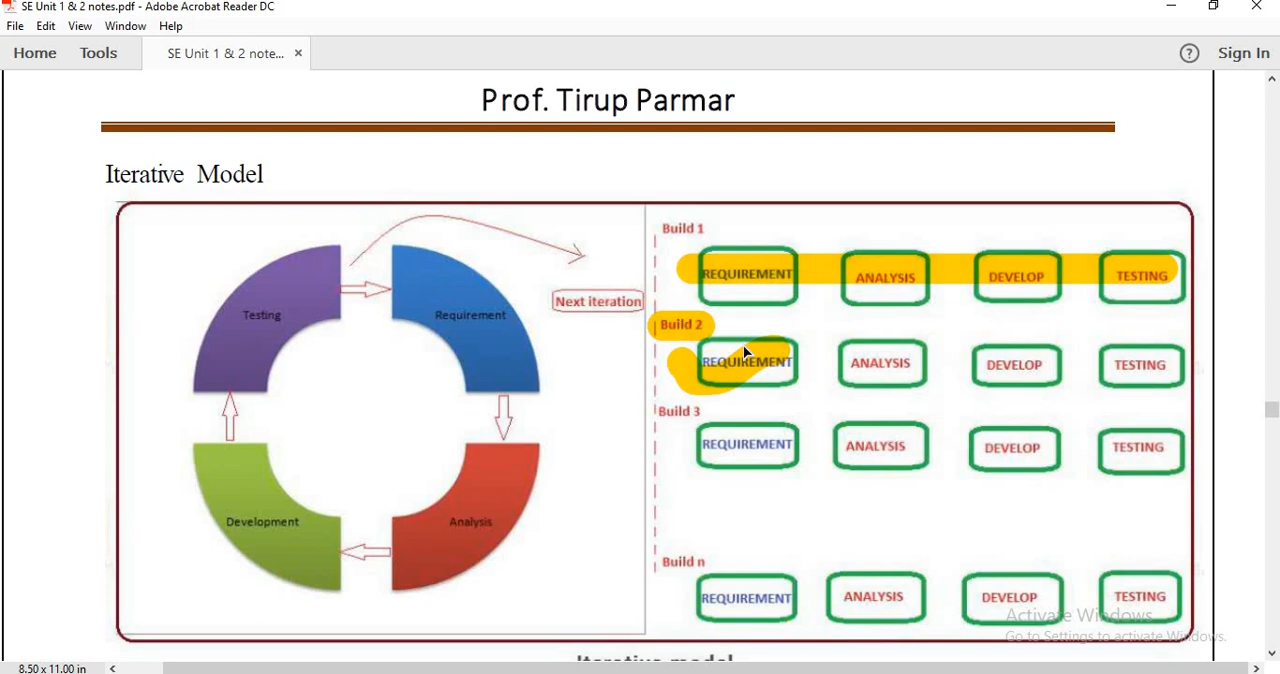 SE Unit 1 & 2 notes.pdf - Adobe Acrobat Reader DC
File Edit View Window Help
Home Tools SE Unit 1 & 2 note... × ? Sign In
Prof. Tirup Parmar
Iterative Model
Testing
Requirement
Development
Analysis
Next iteration
Build 1
REQUIREMENT ANALYSIS DEVELOP TESTING
Build 2
REQUIREMENT ANALYSIS DEVELOP TESTING
Build 3
REQUIREMENT ANALYSIS DEVELOP TESTING
Build n
REQUIREMENT ANALYSIS DEVELOP TESTING
Activate Windows
Go to Settings to activate Windows.
Iterative model
8.50 x 11.00 in